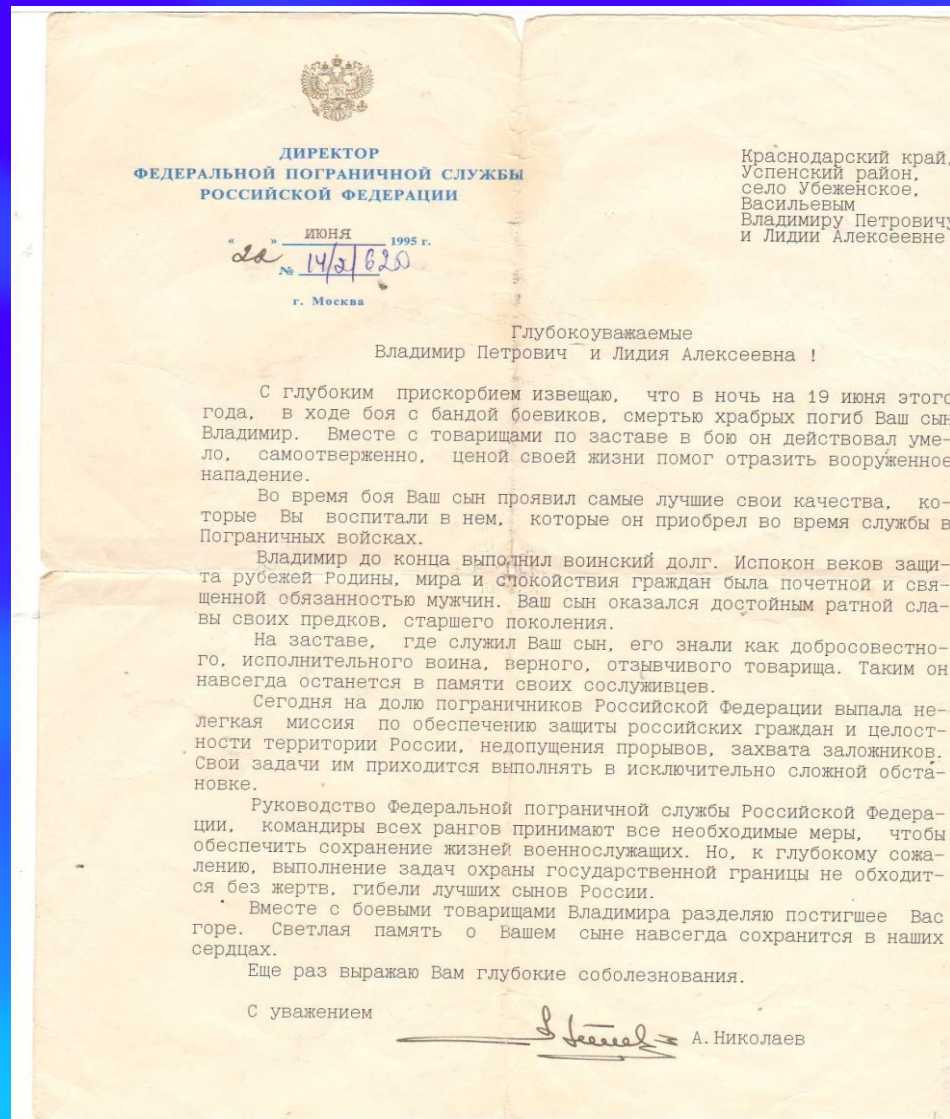 ДИРЕКТОР
ФЕДЕРАЛЬНОЙ ПОГРАНИЧНОЙ СЛУЖБЫ
РОССИЙСКОЙ ФЕДЕРАЦИИ
« 22 » ИЮНЯ 1995 г.
№ 14/2/620
г. Москва
Краснодарский край,
Успенский район,
село Убеженское,
Васильевым
Владимиру Петровичу
и Лидии Алексеевне
Глубокоуважаемые
Владимир Петрович и Лидия Алексеевна !
С глубоким прискорбием извещаю, что в ночь на 19 июня этого
года, в ходе боя с бандой боевиков, смертью храбрых погиб Ваш сын
Владимир. Вместе с товарищами по заставе в бою он действовал уме-
ло, самоотверженно, ценой своей жизни помог отразить вооруженное
нападение.
Во время боя Ваш сын проявил самые лучшие свои качества, ко-
торые Вы воспитали в нем, которые он приобрел во время службы в
Пограничных войсках.
Владимир до конца выполнил воинский долг. Испокон веков защи-
та рубежей Родины, мира и спокойствия граждан была почетной и свя-
щенной обязанностью мужчин. Ваш сын оказался достойным ратной сла-
вы своих предков, старшего поколения.
На заставе, где служил Ваш сын, его знали как добросовестно-
го, исполнительного воина, верного, отзывчивого товарища. Таким он
навсегда останется в памяти своих сослуживцев.
Сегодня на долю пограничников Российской Федерации выпала не-
легкая миссия по обеспечению защиты российских граждан и целост-
ности территории России, недопущения прорывов, захвата заложников.
Свои задачи им приходится выполнять в исключительно сложной обста-
новке.
Руководство Федеральной пограничной службы Российской Федера-
ции, командиры всех рангов принимают все необходимые меры, чтобы
обеспечить сохранение жизней военнослужащих. Но, к глубокому сожа-
лению, выполнение задач охраны государственной границы не обходит-
ся без жертв, гибели лучших сынов России.
Вместе с боевыми товарищами Владимира разделяю постигшее Вас
горе. Светлая память о Вашем сыне навсегда сохранится в наших
сердцах.
Еще раз выражаю Вам глубокие соболезнования.
С уважением
А.Николаев